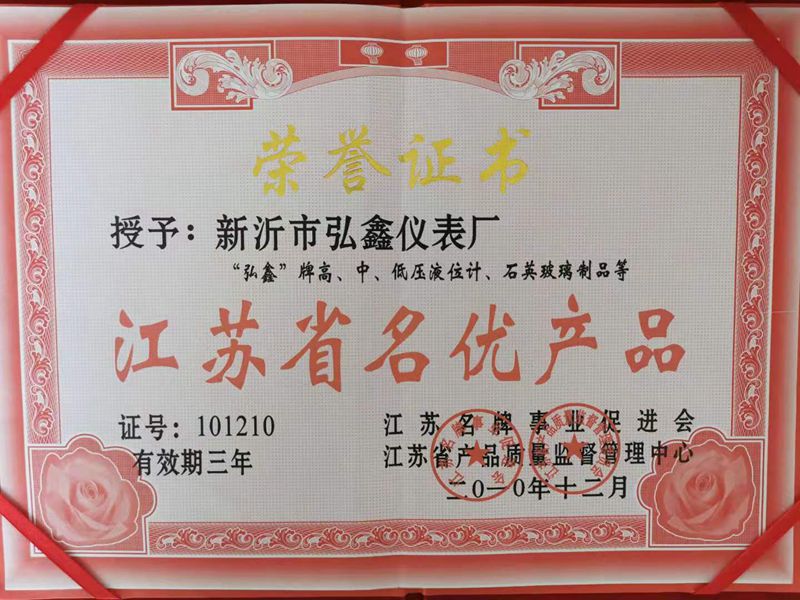 荣誉证书
授予：新沂市弘鑫仪表厂
“弘鑫”牌高、中、低压液位计、石英玻璃制品等
江苏省名优产品
证号：101210
有效期三年
江苏名牌事业促进会
江苏省产品质量监督管理中心
二0一0年十二月